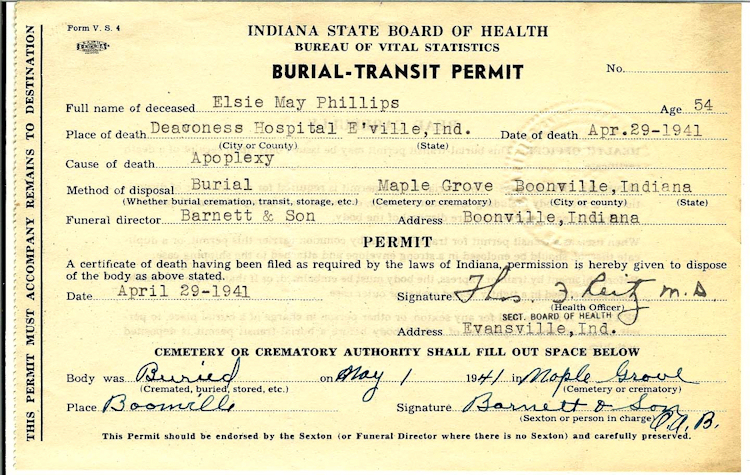 Form V. S. 4
INDIANA STATE BOARD OF HEALTH
BUREAU OF VITAL STATISTICS
BURIAL-TRANSIT PERMIT
No.
Full name of deceased Elsie May Phillips Age 54
Place of death Deaconess Hospital E'ville, Ind. Date of death Apr. 29-1941
(City or County) (State)
Cause of death Apoplexy
Method of disposal Burial Maple Grove Boonville, Indiana
(Whether burial cremation, transit, storage, etc.) (Cemetery or crematory) (City or county) (State)
Funeral director Barnett & Son Address Boonville, Indiana
PERMIT
A certificate of death having been filed as required by the laws of Indiana, permission is hereby given to dispose
of the body as above stated.
Date April 29-1941 Signature Thos F. Reitz M.D
(Health Officer)
SECT. BOARD OF HEALTH
Address Evansville, Ind.
CEMETERY OR CREMATORY AUTHORITY SHALL FILL OUT SPACE BELOW
Body was Buried on May 1 1941 in Maple Grove
(Cremated, buried, stored, etc.) (Cemetery or crematory)
Place Boonville Signature Barnett & Son
(Sexton or person in charge) C.A.B.
This Permit should be endorsed by the Sexton (or Funeral Director where there is no Sexton) and carefully preserved.
THIS PERMIT MUST ACCOMPANY REMAINS TO DESTINATION